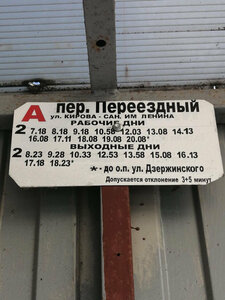 А пер. Переездный
ул. КИРОВА - САН. ИМ ЛЕНИНА
РАБОЧИЕ ДНИ
2 7.18 8.18 9.18 10.58 12.03 13.08 14.13
16.08 17.11 18.08 19.08 20.08*
ВЫХОДНЫЕ ДНИ
2 8.23 9.28 10.33 12.53 13.58 15.08 16.13
17.18 18.23*
*- до о.п. ул. Дзержинского
Допускается отклонение 3+5 минут